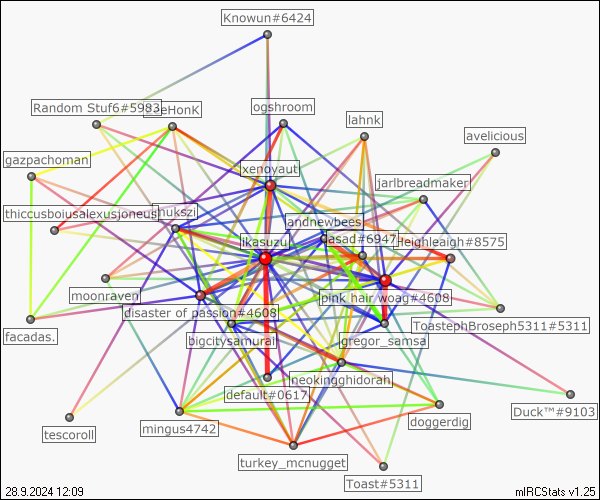 Knowun#6424
Random Stuf6#5983
eHonK
ogshroom
lahnk
avelicious
gazpachoman
xenoyaut
jarlbreadmaker
thiccusboiusalexusjoneus
hukszi
andnewbees
likasuzu
asad#6947
Heighleaigh#8575
moonraven
pink hair woag#4608
disaster of passion#4608
ToastephBroseph5311#5311
facadas.
bigcitysamurai
gregor_samsa
neokingghidorah
default#0617
Duck™#9103
tescoroll
mingus4742
doggerdig
turkey_mcnugget
Toast#5311
28.9.2024 12:09
mIRCStats v1.25